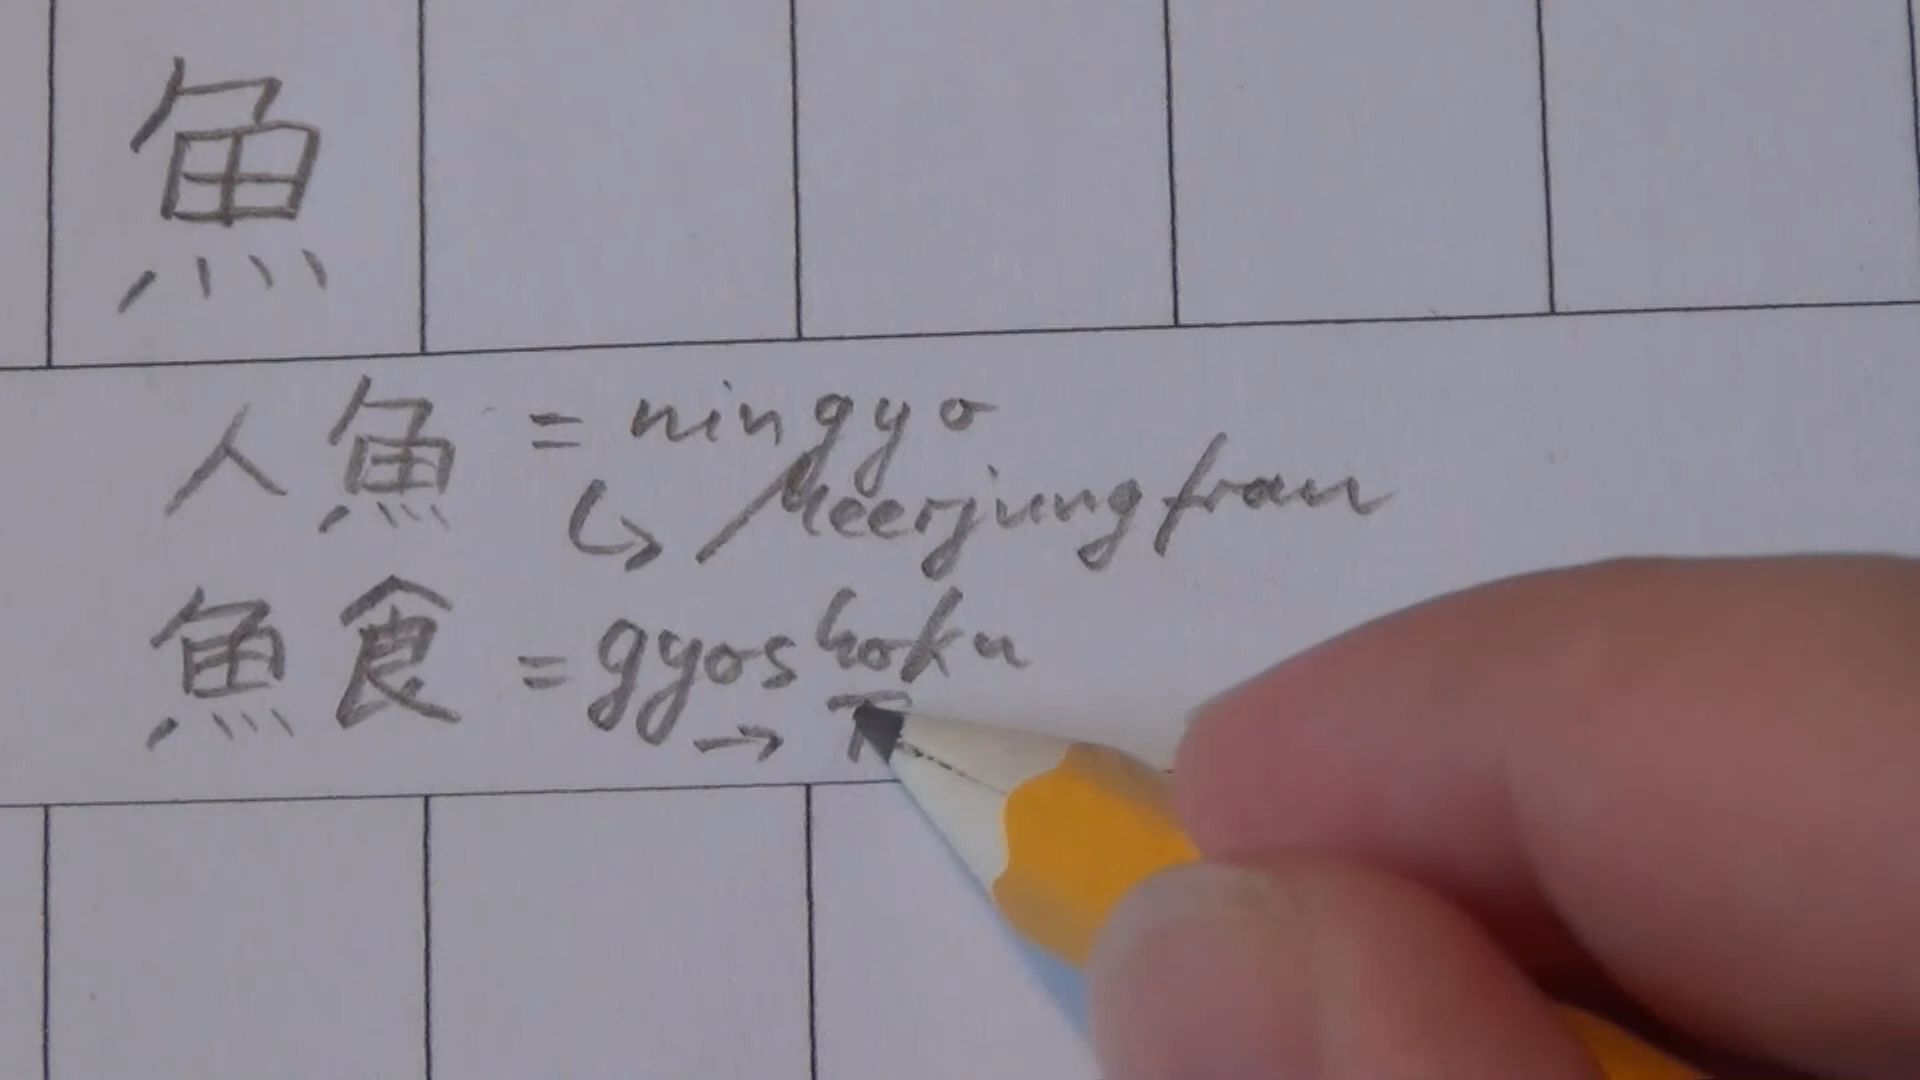 魚
人魚 = ningyo
↳ Meerjungfrau
魚食 = gyoshoku
→